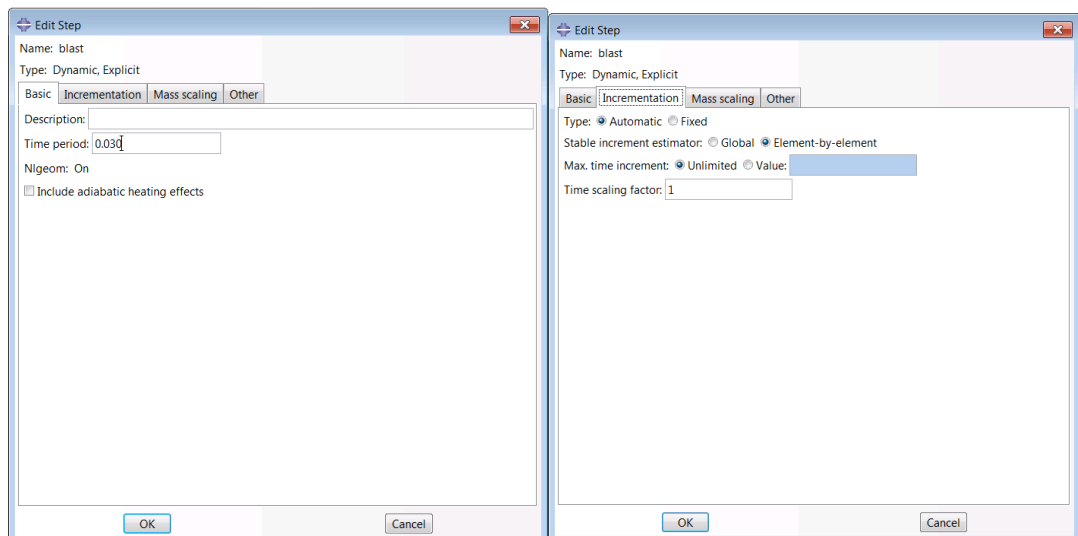 Edit Step
Name: blast
Type: Dynamic, Explicit
Basic Incrementation Mass scaling Other
Description:
Time period: 0.030
Nlgeom: On
Include adiabatic heating effects
OK Cancel
Edit Step
Name: blast
Type: Dynamic, Explicit
Basic Incrementation Mass scaling Other
Type: Automatic Fixed
Stable increment estimator: Global Element-by-element
Max. time increment: Unlimited Value:
Time scaling factor: 1
OK Cancel